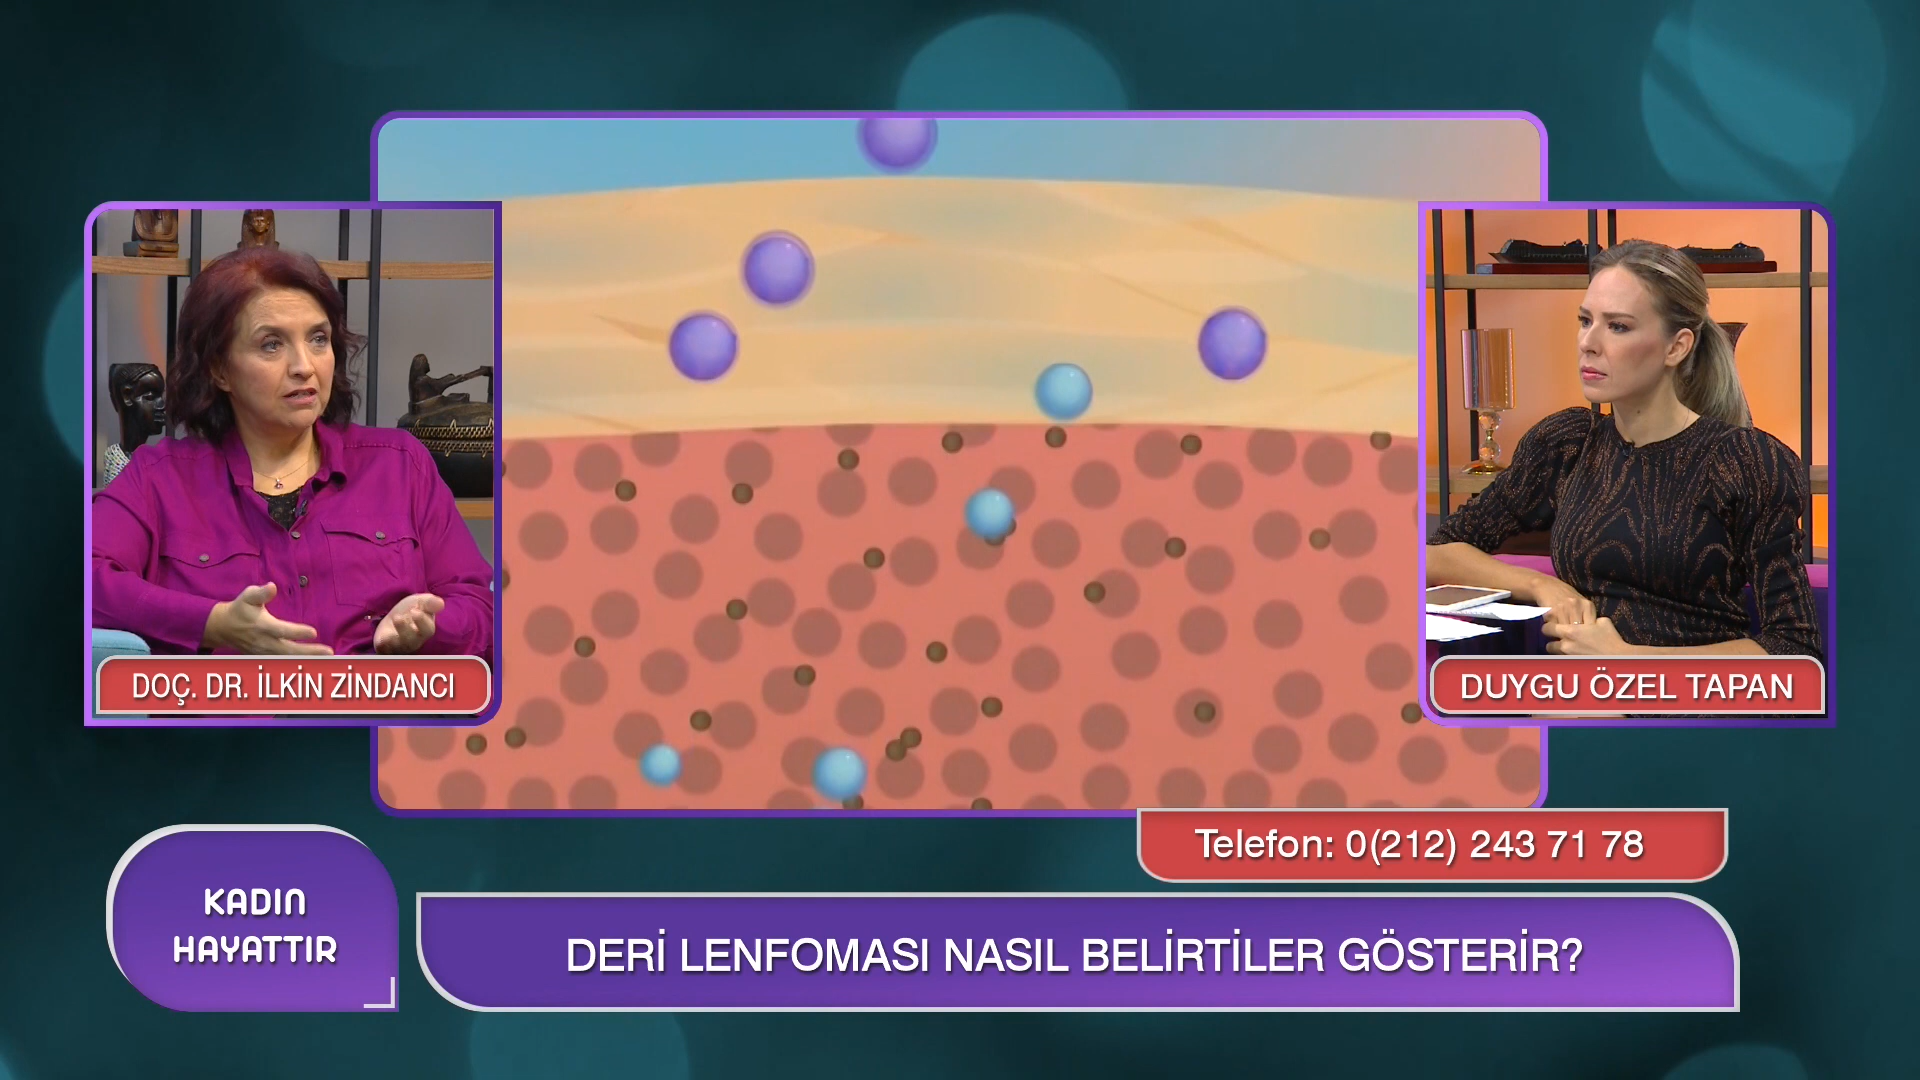 DOÇ. DR. İLKİN ZİNDANCI
DUYGU ÖZEL TAPAN
Telefon: 0(212) 243 71 78
KADIN
HAYATTIR
DERİ LENFOMASI NASIL BELİRTİLER GÖSTERİR?